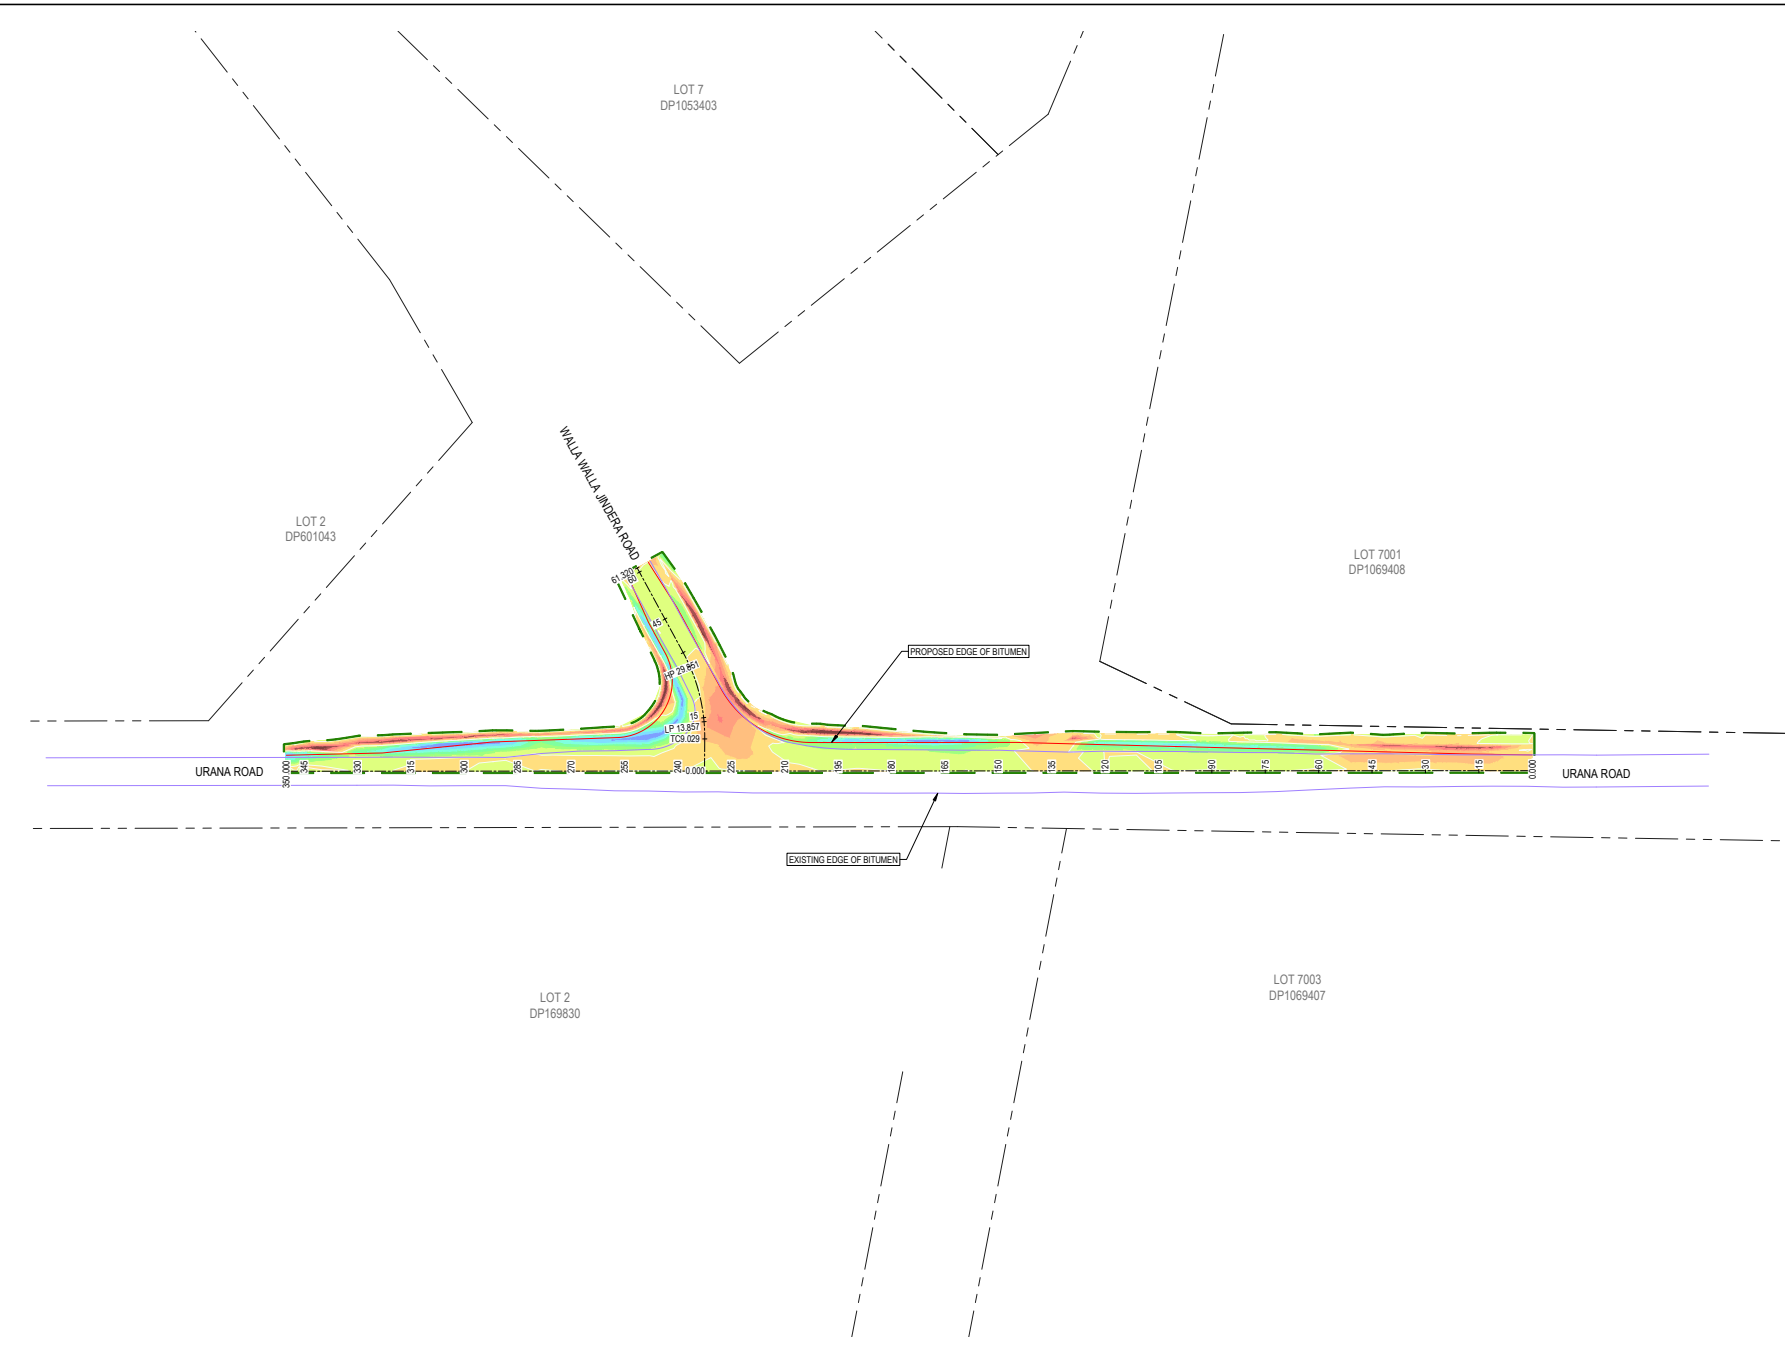 LOT 7
DP1053403
WALLA WALLA JINDERA ROAD
LOT 2
DP601043
LOT 7001
DP1069408
61.320
60
45
HP 29.851
15
LP 13.857
TC9.029
0.000
PROPOSED EDGE OF BITUMEN
URANA ROAD
350.000
345
330
315
300
285
270
255
240
225
210
195
180
165
150
135
120
105
90
75
60
45
30
15
0.000
URANA ROAD
EXISTING EDGE OF BITUMEN
LOT 2
DP169830
LOT 7003
DP1069407